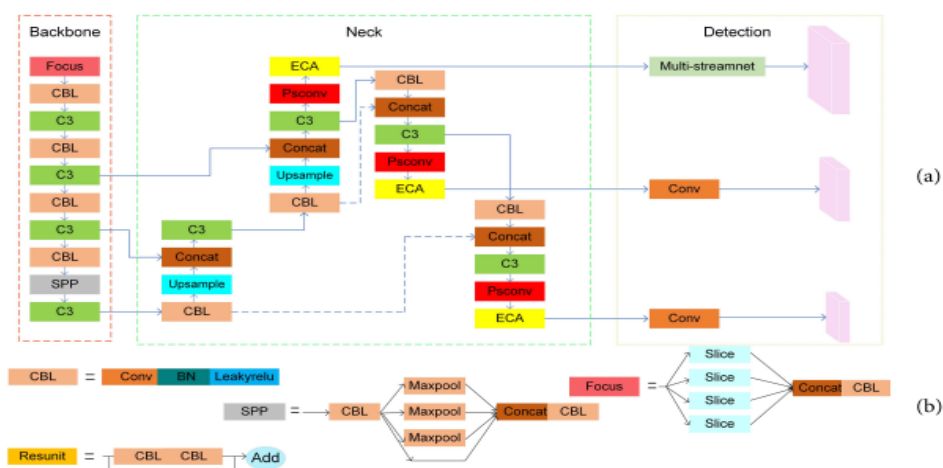 Backbone
Neck
Detection
Focus
CBL
C3
CBL
C3
CBL
C3
CBL
SPP
C3
C3
Concat
Upsample
CBL
ECA
Psconv
C3
Concat
Upsample
CBL
CBL
Concat
C3
Psconv
ECA
CBL
Concat
C3
Psconv
ECA
Multi-streamnet
Conv
Conv
(a)
CBL = Conv BN Leakyrelu
SPP = CBL Maxpool Maxpool Maxpool Concat CBL
Focus = Slice Slice Slice Slice Concat CBL
(b)
Resunit = CBL CBL Add